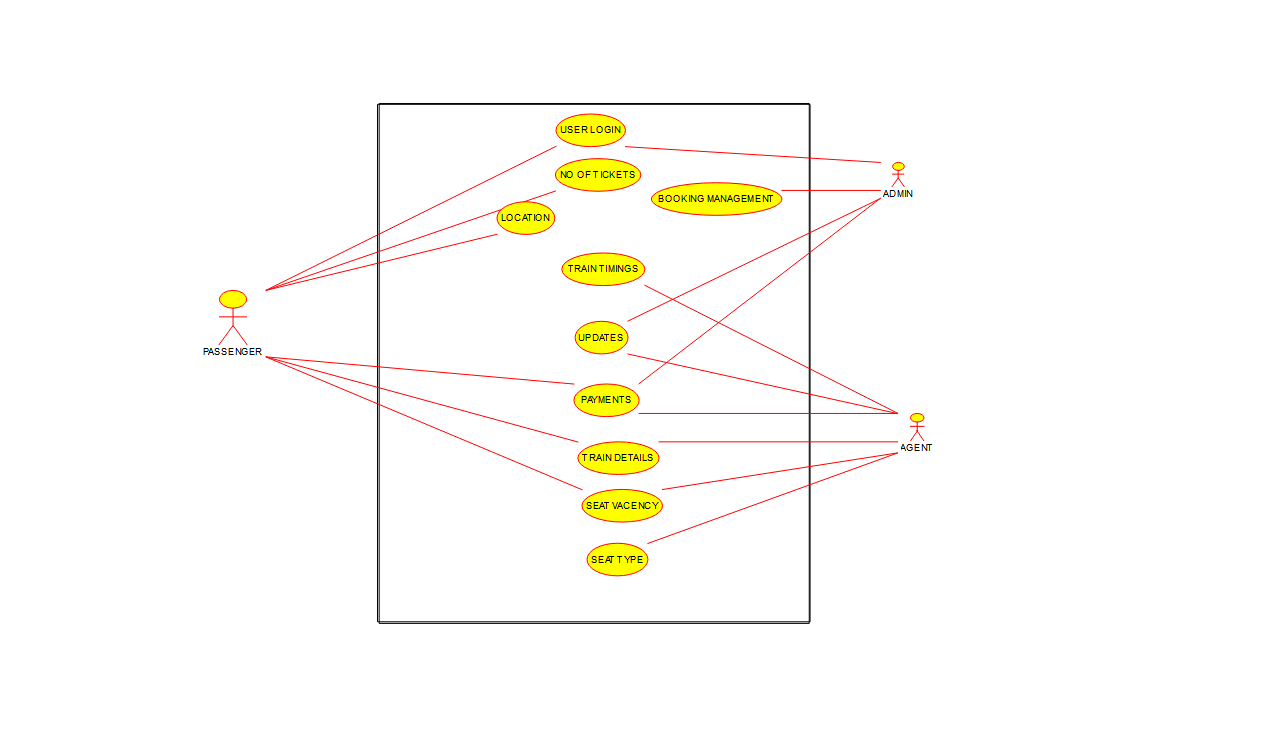 USER LOGIN
NO OF TICKETS
BOOKING MANAGEMENT
ADMIN
LOCATION
TRAIN TIMINGS
UPDATES
PASSENGER
PAYMENTS
AGENT
TRAIN DETAILS
SEAT VACENCY
SEAT TYPE